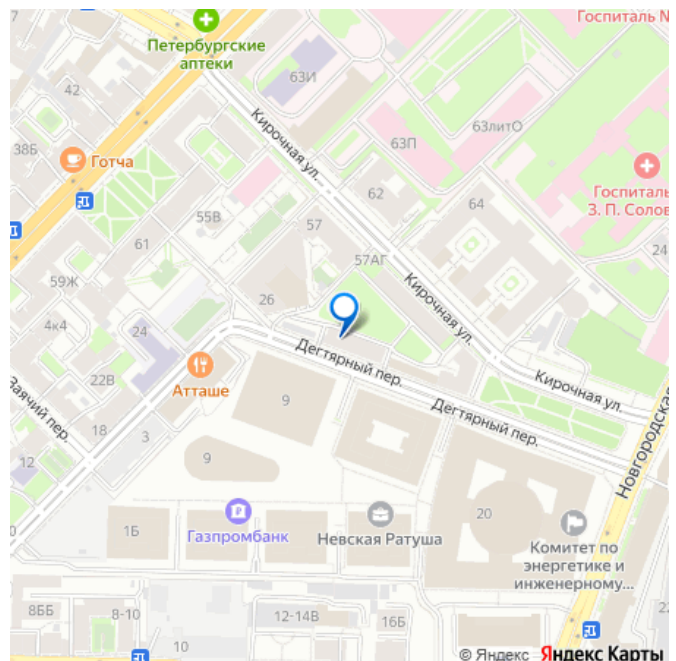 Госпиталь №
Петербургские
аптеки
63И
42
Кирочная ул.
63П
63литО
38Б
Готча
62
Госпиталь
З. П. Солов
64
55В
57
61
24
57АГ
59Ж
26
Кирочная ул.
4к4
24
Дегтярный пер.
22В
Атташе
Кирочная ул.
9
Дегтярный пер.
Заячий пер.
18
3
Новгородская
12
9
20
1Б
Газпромбанк
Невская Ратуша
Комитет по
энергетике и
инженерному...
8ББ
8-10
12-14В
16Б
10
© Яндекс Яндекс Карты